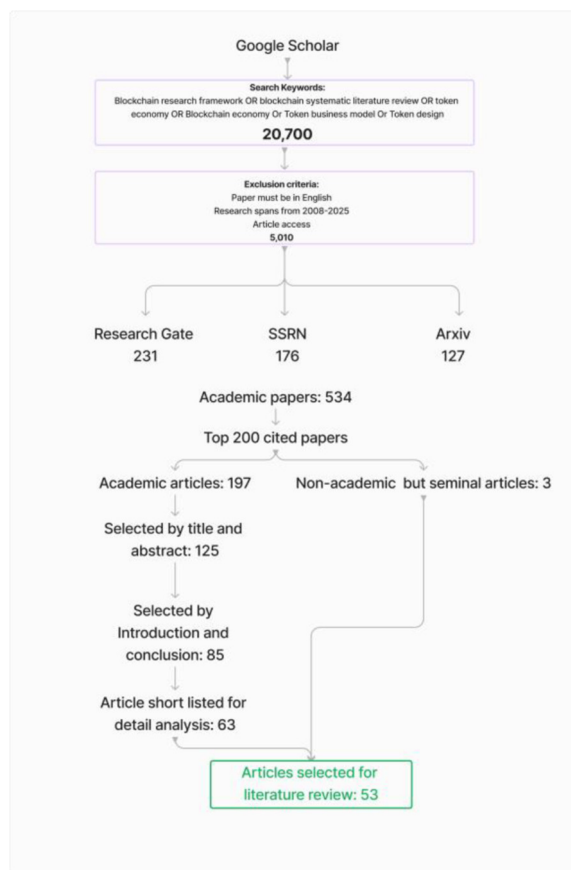 Google Scholar
Search Keywords:
Blockchain research framework OR blockchain systematic literature review OR token
economy OR Blockchain economy Or Token business model Or Token design
20,700
Exclusion criteria:
Paper must be in English
Research spans from 2008-2025
Article access
5,010
Research Gate
231
SSRN
176
Arxiv
127
Academic papers: 534
Top 200 cited papers
Academic articles: 197
Non-academic but seminal articles: 3
Selected by title and
abstract: 125
Selected by
Introduction and
conclusion: 85
Article short listed for
detail analysis: 63
Articles selected for
literature review: 53